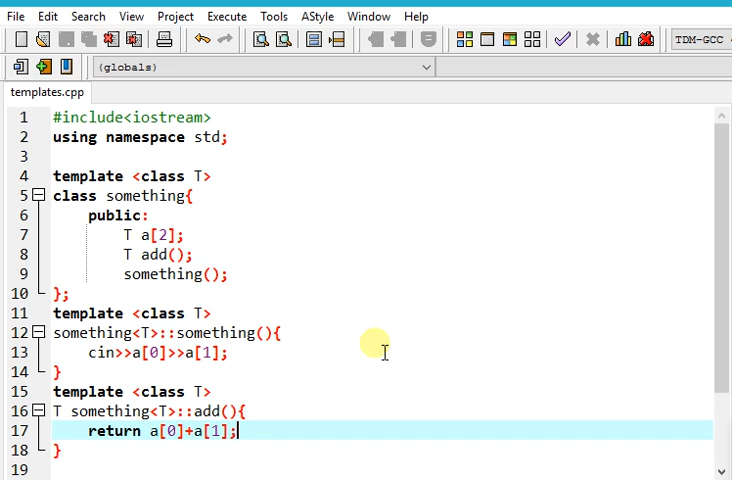 File Edit Search View Project Execute Tools AStyle Window Help
TDM-GCC
(globals)
templates.cpp
1 #include<iostream>
2 using namespace std;
3
4 template <class T>
5 class something{
6 public:
7 T a[2];
8 T add();
9 something();
10 };
11 template <class T>
12 something<T>::something(){
13 cin>>a[0]>>a[1];
14 }
15 template <class T>
16 T something<T>::add(){
17 return a[0]+a[1];
18 }
19